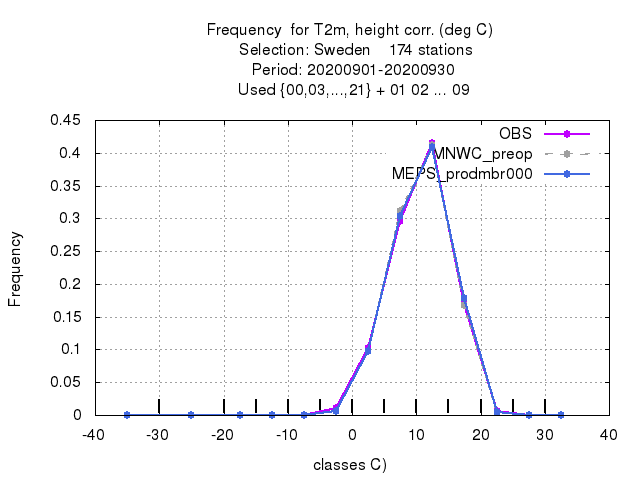 Frequency  for T2m, height corr. (deg C)
Selection: Sweden    174 stations
Period: 20200901-20200930
Used {00,03,...,21} + 01 02 ... 09
OBS
MNWC_preop
MEPS_prodmbr000
0.45
0.4
0.35
0.3
0.25
0.2
0.15
0.1
0.05
0
Frequency
-40 -30 -20 -10 0 10 20 30 40
classes C)